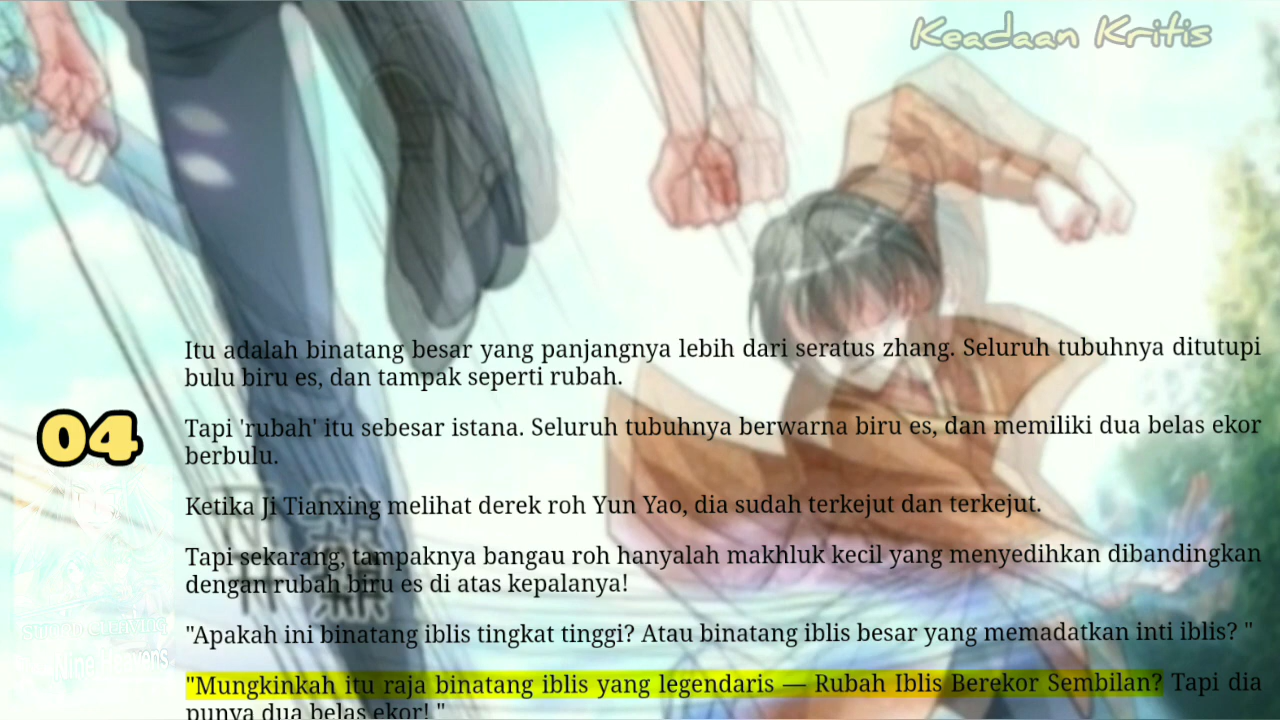 Keadaan Kritis
Itu adalah binatang besar yang panjangnya lebih dari seratus zhang. Seluruh tubuhnya ditutupi
bulu biru es, dan tampak seperti rubah.
Tapi 'rubah' itu sebesar istana. Seluruh tubuhnya berwarna biru es, dan memiliki dua belas ekor
berbulu.
04
Ketika Ji Tianxing melihat derek roh Yun Yao, dia sudah terkejut dan terkejut.
Tapi sekarang, tampaknya bangau roh hanyalah makhluk kecil yang menyedihkan dibandingkan
dengan rubah biru es di atas kepalanya!
"Apakah ini binatang iblis tingkat tinggi? Atau binatang iblis besar yang memadatkan inti iblis? "
"Mungkinkah itu raja binatang iblis yang legendaris — Rubah Iblis Berekor Sembilan? Tapi dia
punya dua belas ekor! "
Nine Heavens